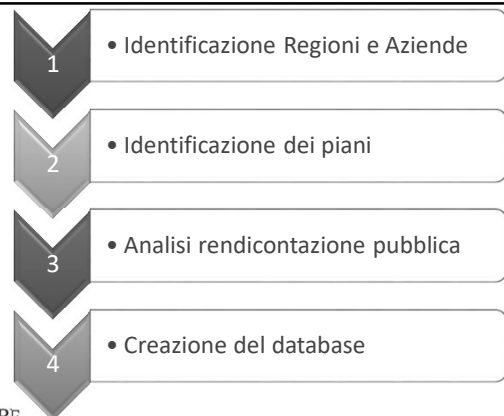 1
• Identificazione Regioni e Aziende
2
• Identificazione dei piani
3
• Analisi rendicontazione pubblica
4
• Creazione del database